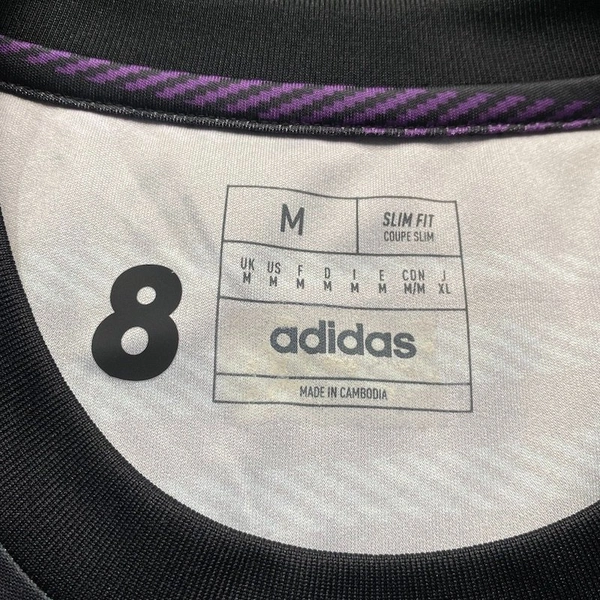 8
M
SLIM FIT
COUPE SLIM
UK US F D I E CON J
M M M M M M M/M XL
adidas
MADE IN CAMBODIA